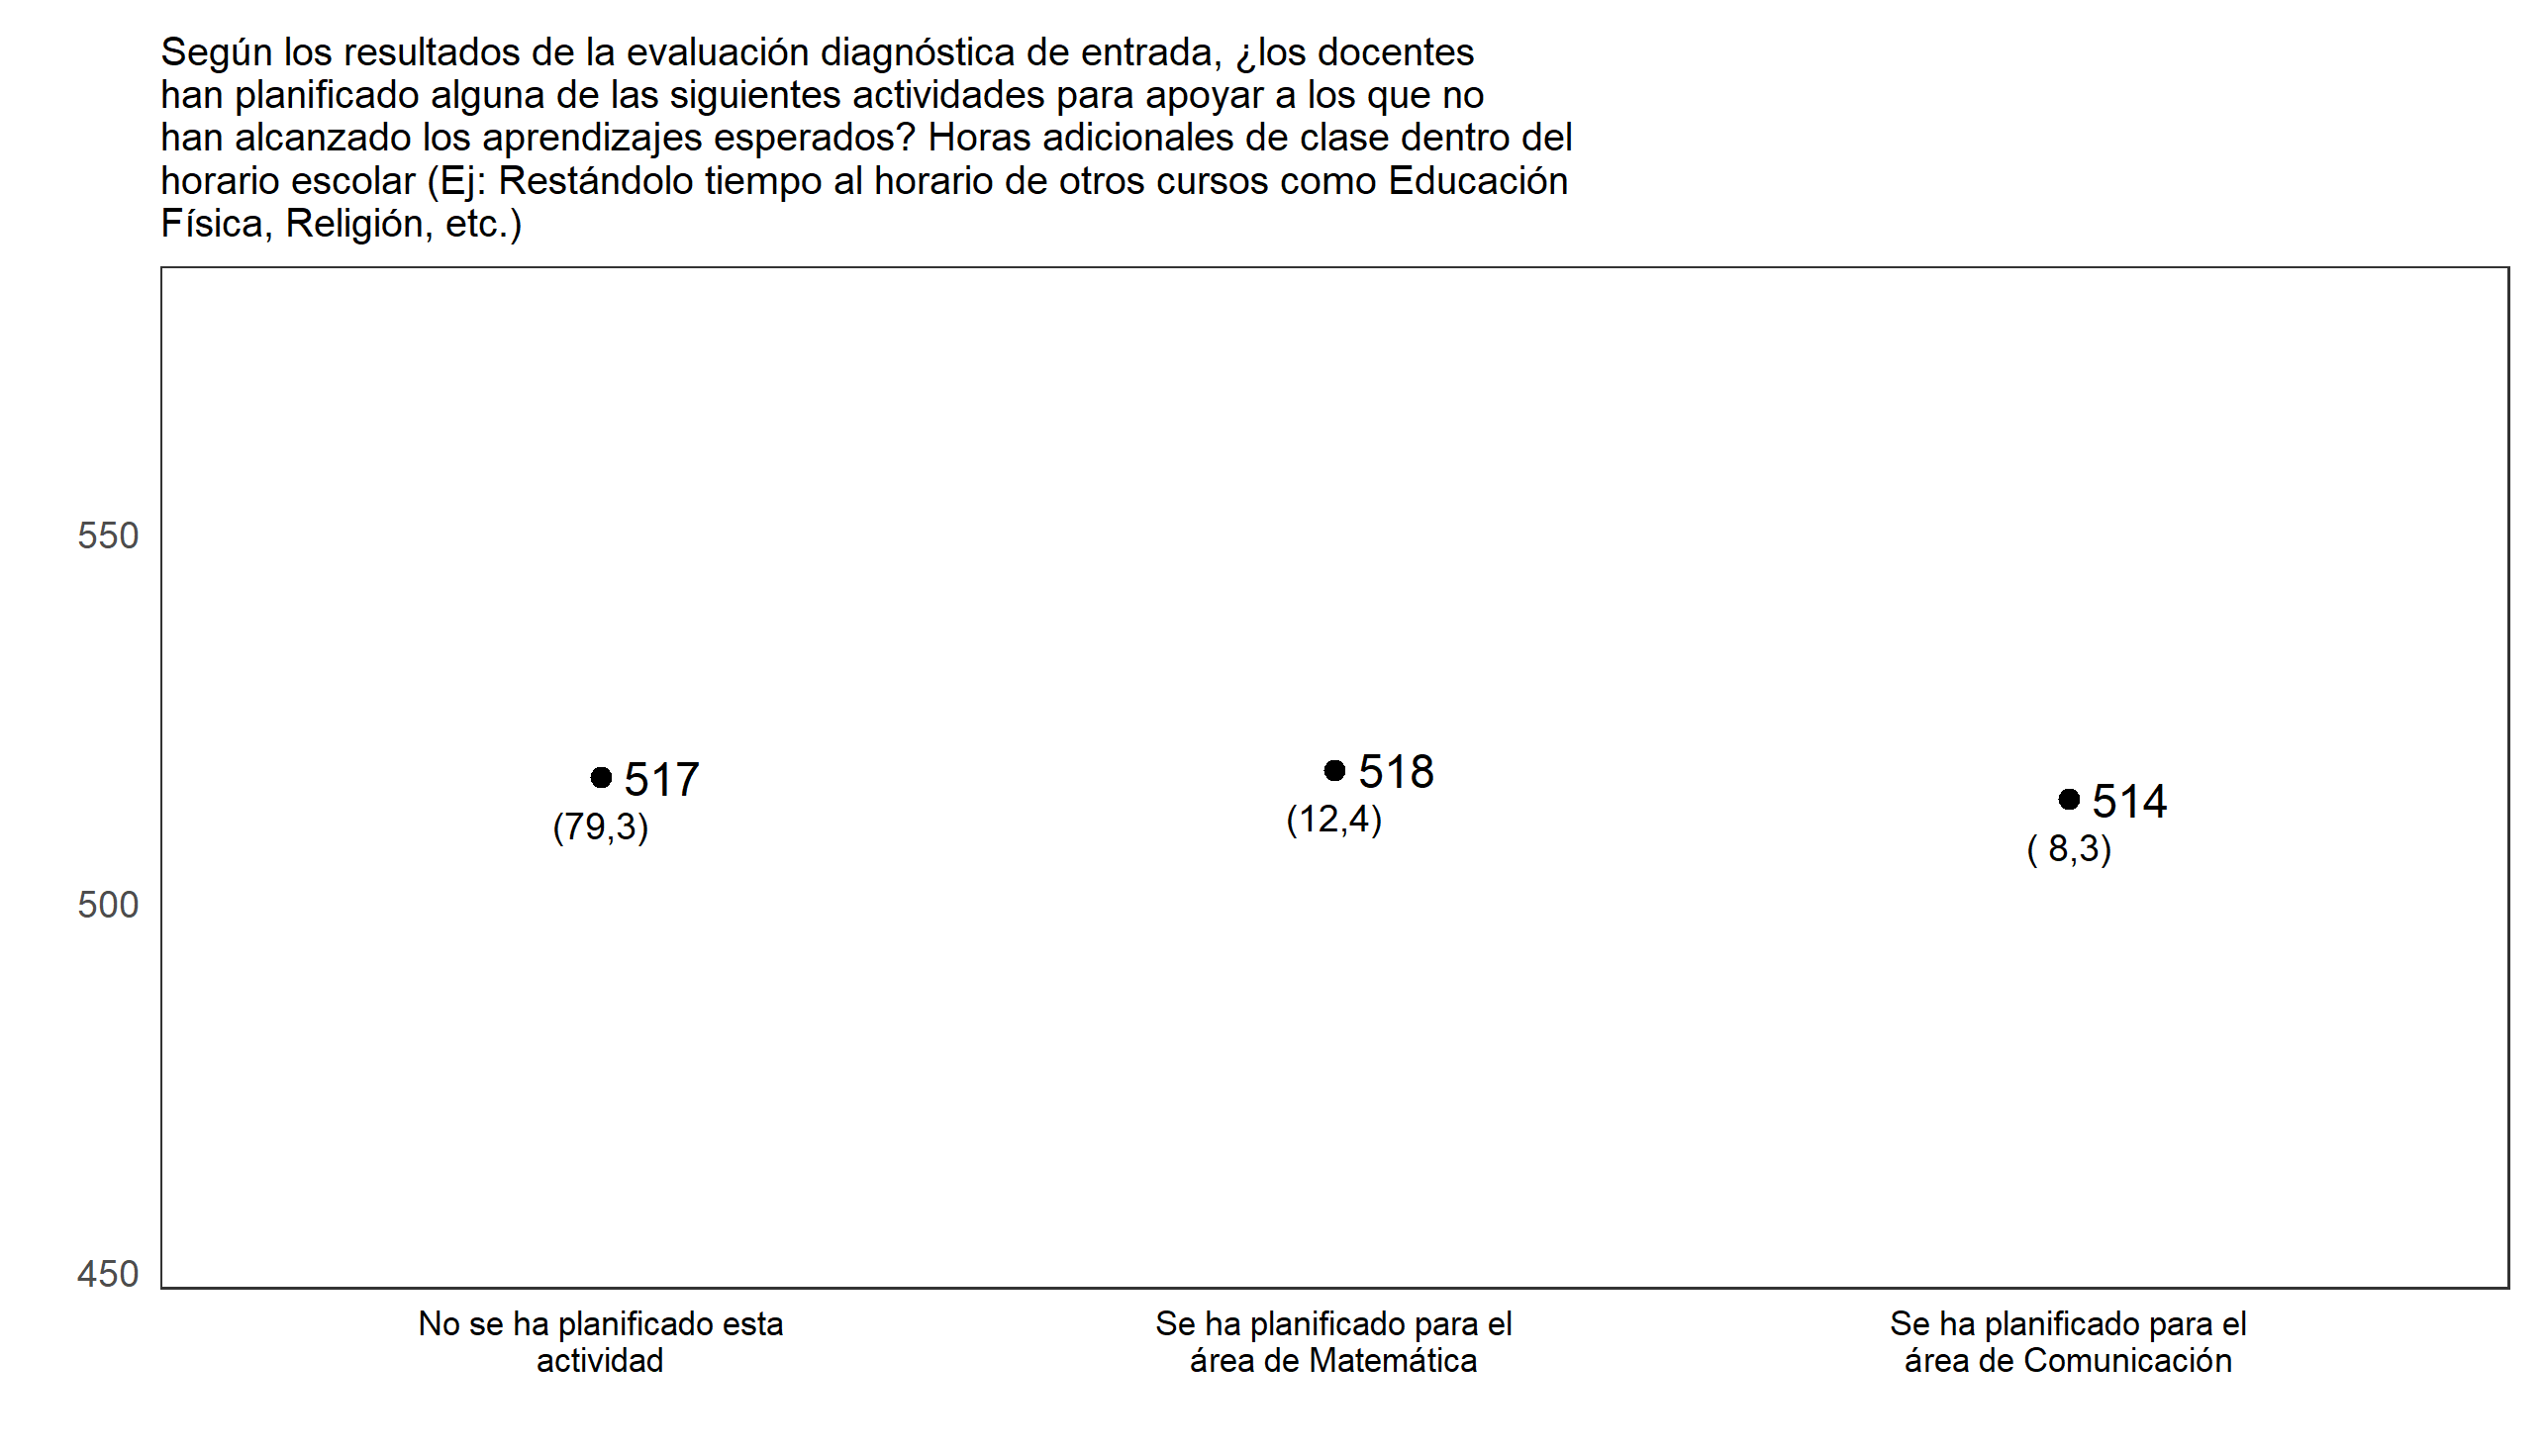 Según los resultados de la evaluación diagnóstica de entrada, ¿los docentes
han planificado alguna de las siguientes actividades para apoyar a los que no
han alcanzado los aprendizajes esperados? Horas adicionales de clase dentro del
horario escolar (Ej: Restándolo tiempo al horario de otros cursos como Educación
Física, Religión, etc.)
550
500
450
517
(79,3)
518
(12,4)
514
( 8,3)
No se ha planificado esta
actividad
Se ha planificado para el
área de Matemática
Se ha planificado para el
área de Comunicación